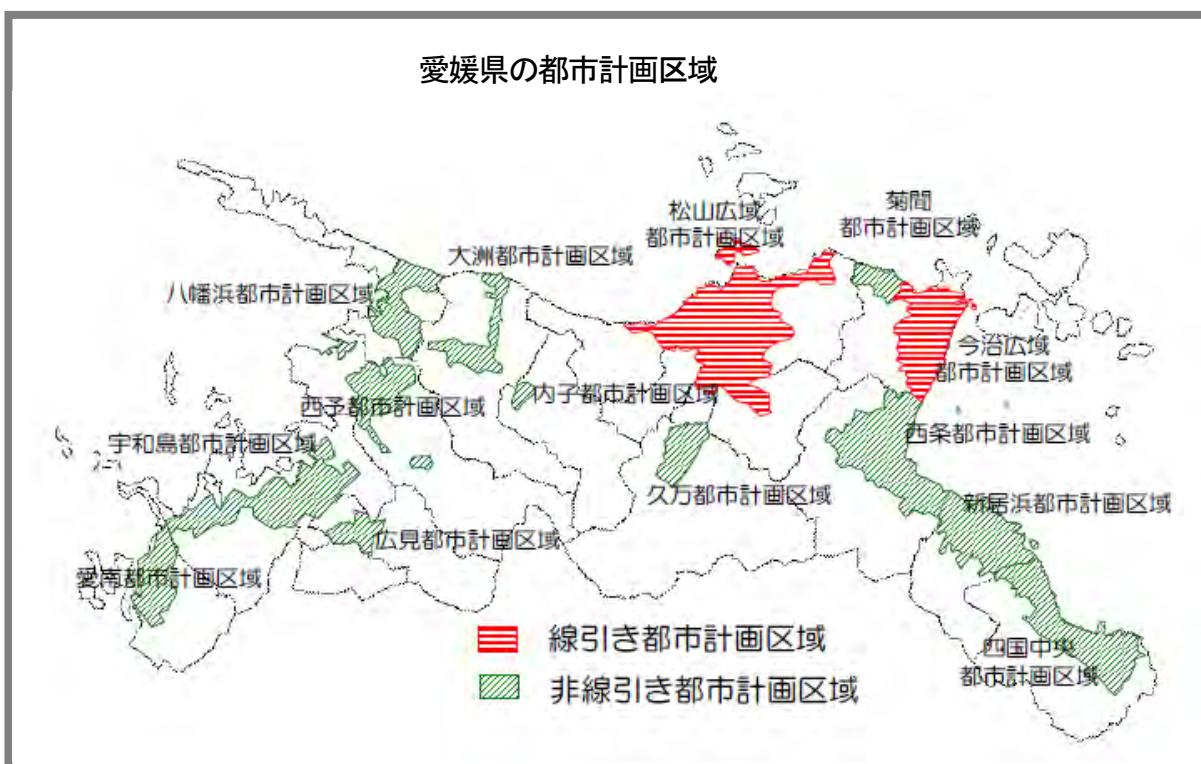 愛媛県の都市計画区域
松山広域
都市計画区域
菊間
都市計画区域
大洲都市計画区域
八幡浜都市計画区域
今治広域
都市計画区域
内子都市計画区域
西予都市計画区域
西条都市計画区域
宇和島都市計画区域
久万都市計画区域
新居浜都市計画区域
広見都市計画区域
愛南都市計画区域
四国中央
都市計画区域
線引き都市計画区域
非線引き都市計画区域